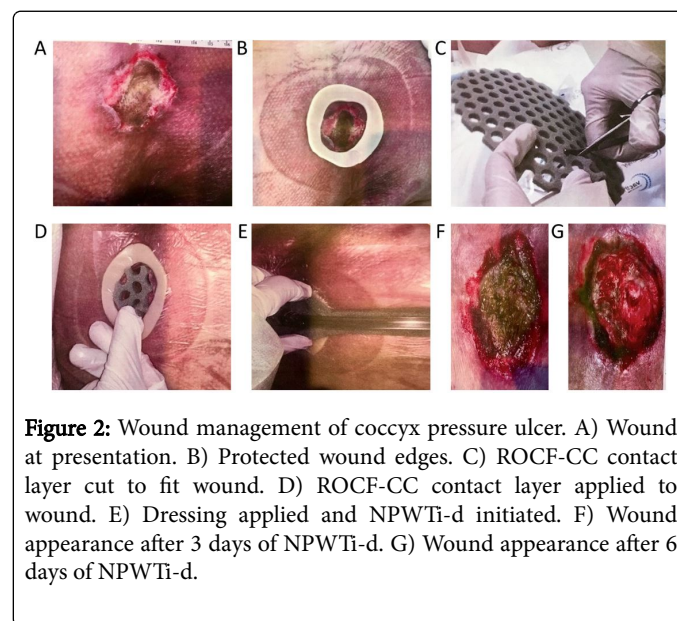 A B C
D E F G
Figure 2: Wound management of coccyx pressure ulcer. A) Wound
at presentation. B) Protected wound edges. C) ROCF-CC contact
layer cut to fit wound. D) ROCF-CC contact layer applied to
wound. E) Dressing applied and NPWTi-d initiated. F) Wound
appearance after 3 days of NPWTi-d. G) Wound appearance after 6
days of NPWTi-d.